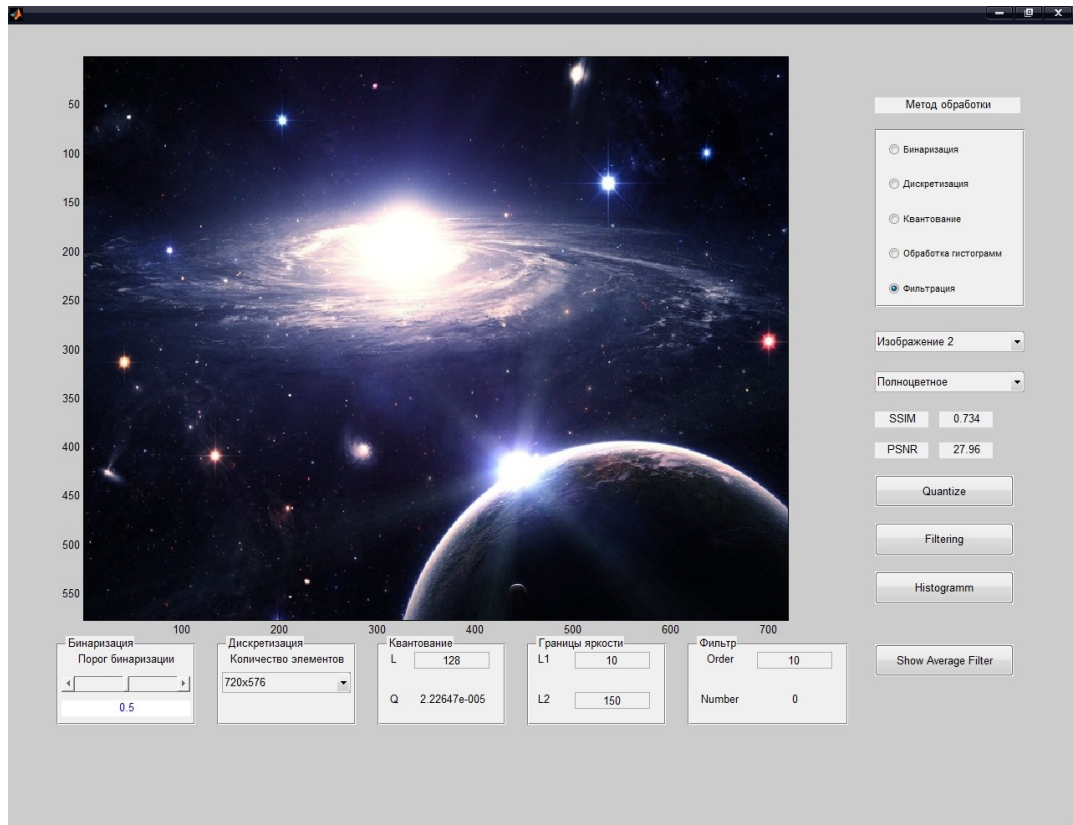 50
100
150
200
250
300
350
400
450
500
550
100 200 300 400 500 600 700
Метод обработки
Бинаризация
Дискретизация
Квантование
Обработка гистограмм
Фильтрация
Изображение 2
Полноцветное
SSIM 0.734
PSNR 27.96
Quantize
Filtering
Histogramm
Show Average Filter
Бинаризация
Порог бинаризации
0.5
Дискретизация
Количество элементов
720x576
Квантование
L 128
Q 2.22647e-005
Границы яркости
L1 10
L2 150
Фильтр
Order 10
Number 0